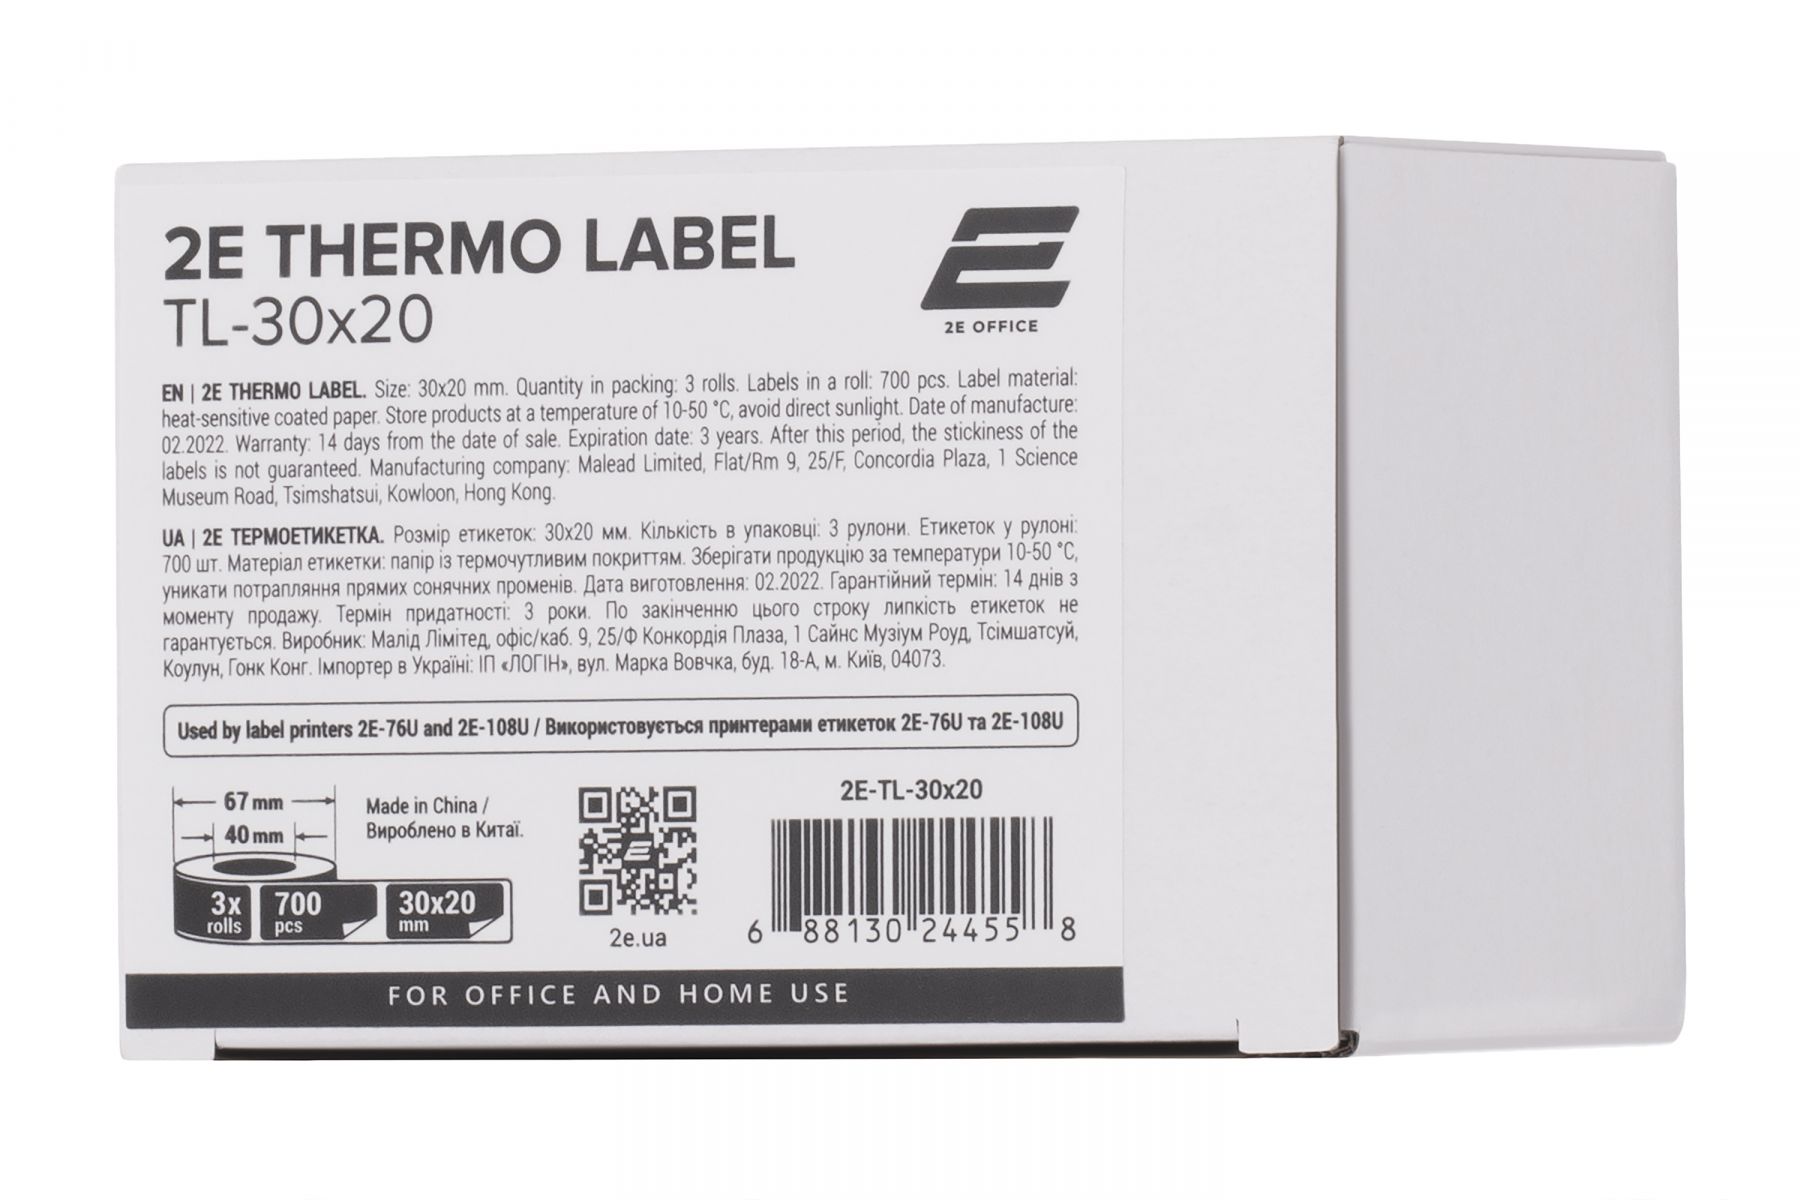 2E THERMO LABEL
TL-30x20
2E OFFICE
EN | 2E THERMO LABEL. Size: 30x20 mm. Quantity in packing: 3 rolls. Labels in a roll: 700 pcs. Label material:
heat-sensitive coated paper. Store products at a temperature of 10-50 °C, avoid direct sunlight. Date of manufacture:
02.2022. Warranty: 14 days from the date of sale. Expiration date: 3 years. After this period, the stickiness of the
labels is not guaranteed. Manufacturing company: Malead Limited, Flat/Rm 9, 25/F, Concordia Plaza, 1 Science
Museum Road, Tsimshatsui, Kowloon, Hong Kong.
UA | 2E ТЕРМОЕТИКЕТКА. Розмір етикеток: 30x20 мм. Кількість в упаковці: 3 рулони. Етикеток у рулоні:
700 шт. Матеріал етикетки: папір із термочутливим покриттям. Зберігати продукцію за температури 10-50 °C,
уникати потрапляння прямих сонячних променів. Дата виготовлення: 02.2022. Гарантійний термін: 14 днів з
моменту продажу. Термін придатності: 3 роки. По закінченню цього строку липкість етикеток не
гарантується. Виробник: Малід Лімітед, офіс/каб. 9, 25/Ф Конкордія Плаза, 1 Сайнс Музіум Роуд, Тсімшатсуй,
Коулун, Гонк Конг. Імпортер в Україні: ІП «ЛОГІН», вул. Марка Вовчка, буд. 18-А, м. Київ, 04073.
Used by label printers 2E-76U and 2E-108U / Використовується принтерами етикеток 2E-76U та 2E-108U
67 mm
40 mm
3x
rolls
700
pcs
30x20
mm
Made in China /
Вироблено в Китаї.
2e.ua
2E-TL-30x20
6 88130 24455 8
FOR OFFICE AND HOME USE